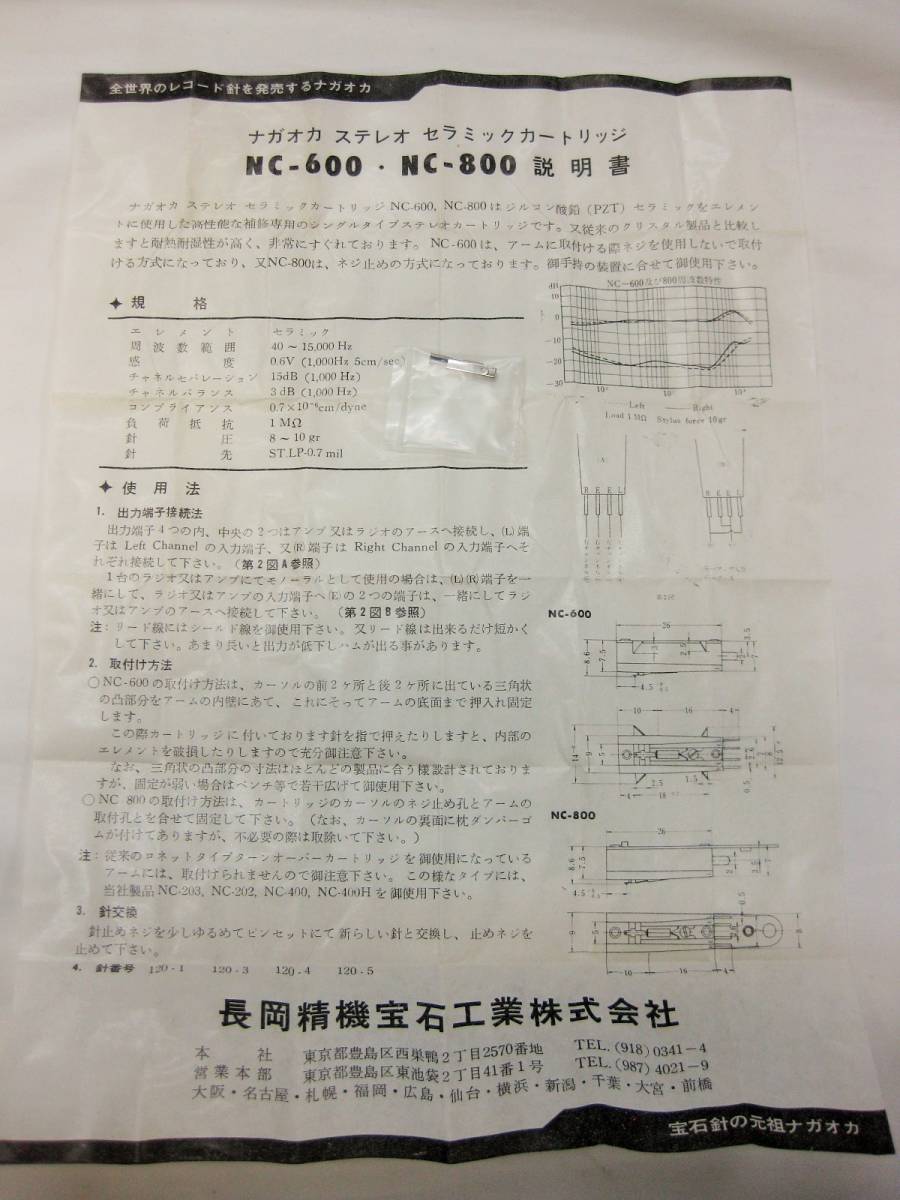 全世界のレコード針を発売するナガオカ
ナガオカ ステレオ セラミックカートリッジ
NC-600・NC-800 説明書
ナガオカ ステレオ セラミックカートリッジ NC-600, NC-800 はジルコン酸鉛 (PZT) セラミックをエレメン
トに使用した高性能な補修専用のシングルタイプステレオカートリッジです。又従来のクリスタル製品と比較し
ますと耐熱耐湿性が高く、非常にすぐれております。NC-600は、アームに取付ける際ネジを使用しないで取付
ける方式になっており、又NC-800は、ネジ止めの方式になっております。御手持の装置に合せて御使用下さい。
規格
エレメント セラミック
周波数範囲 40～15,000 Hz
感度 0.6V (1,000Hz 5cm/sec)
チャネルセパレーション 15dB (1,000 Hz)
チャネルバランス 3 dB (1,000 Hz)
コンプライアンス 0.7×10⁻⁶cm/dyne
負荷抵抗 1 MΩ
針圧 8～10 gr
針先 ST.LP-0.7 mil
NC-600及び800周波数特性
dB
10
0
-10
-20
-30
10² 10³
Left Right
Load 1 MΩ Stylus force 10gr
使用法
1. 出力端子接続法
出力端子4つの内、中央の2つはアンプ又はラジオのアースへ接続し、(L)端
子は Left Channel の入力端子、又(R)端子は Right Channel の入力端子へそ
れぞれ接続して下さい。(第2図A参照)
1台のラジオ又はアンプにてモノーラルとして使用の場合は、(L)(R)端子を一
緒にして、ラジオ又はアンプの入力端子へ(E)の2つの端子は、一緒にしてラジ
オ又はアンプのアースへ接続して下さい。(第2図B参照)
注：リード線にはシールド線を御使用下さい。又リード線は出来るだけ短かく
して下さい。あまり長いと出力が低下しハムが出る事があります。
2. 取付け方法
○NC-600の取付け方法は、カーソルの前2ヶ所と後2ヶ所に出ている三角状
の凸部分をアームの内壁にあて、これにそってアームの底面まで押入れ固定
します。
この際カートリッジに付いております針を指で押えたりしますと、内部の
エレメントを破損したりしますので充分御注意下さい。
なお、三角状の凸部分の寸法はほとんどの製品に合う様設計されておりま
すが、固定が弱い場合はペンチ等で若干広げて御使用下さい。
○NC-800の取付け方法は、カートリッジのカーソルのネジ止め孔とアームの
取付孔とを合せて固定して下さい。(なお、カーソルの裏面に枕ダンパーゴ
ムが付けてありますが、不必要の際は取除いて下さい。)
注：従来のロネットタイプターンオーバーカートリッジを御使用になっている
アームには、取付けられませんので御注意下さい。この様なタイプには、
当社製品NC-203, NC-202, NC-400, NC-400Hを御使用下さい。
3. 針交換
針止めネジを少しゆるめてピンセットにて新らしい針と交換し、止めネジを
止めて下さい。
4. 針番号 120-1 120-3 120-4 120-5
R E E L
R E E L
NC-600
26
8.6
7.5
4.5
10 16 4
4 18
NC-800
26
8.6
7.5
4.5
10 16 4
長岡精機宝石工業株式会社
本社 東京都豊島区西巣鴨2丁目2570番地 TEL. (918) 0341-4
営業本部 東京都豊島区東池袋2丁目41番1号 TEL. (987) 4021-9
大阪・名古屋・札幌・福岡・広島・仙台・横浜・新潟・千葉・大宮・前橋
宝石針の元祖ナガオカ